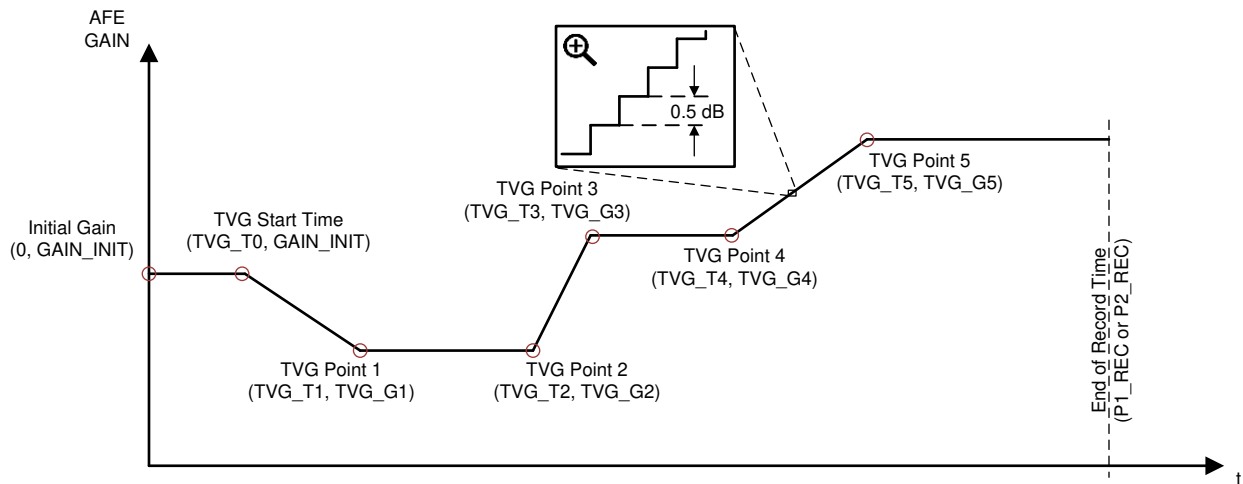 AFE
GAIN
0.5 dB
TVG Point 5
(TVG_T5, TVG_G5)
TVG Point 3
(TVG_T3, TVG_G3)
TVG Start Time
(TVG_T0, GAIN_INIT)
Initial Gain
(0, GAIN_INIT)
TVG Point 4
(TVG_T4, TVG_G4)
TVG Point 1
(TVG_T1, TVG_G1)
TVG Point 2
(TVG_T2, TVG_G2)
End of Record Time
(P1_REC or P2_REC)
t